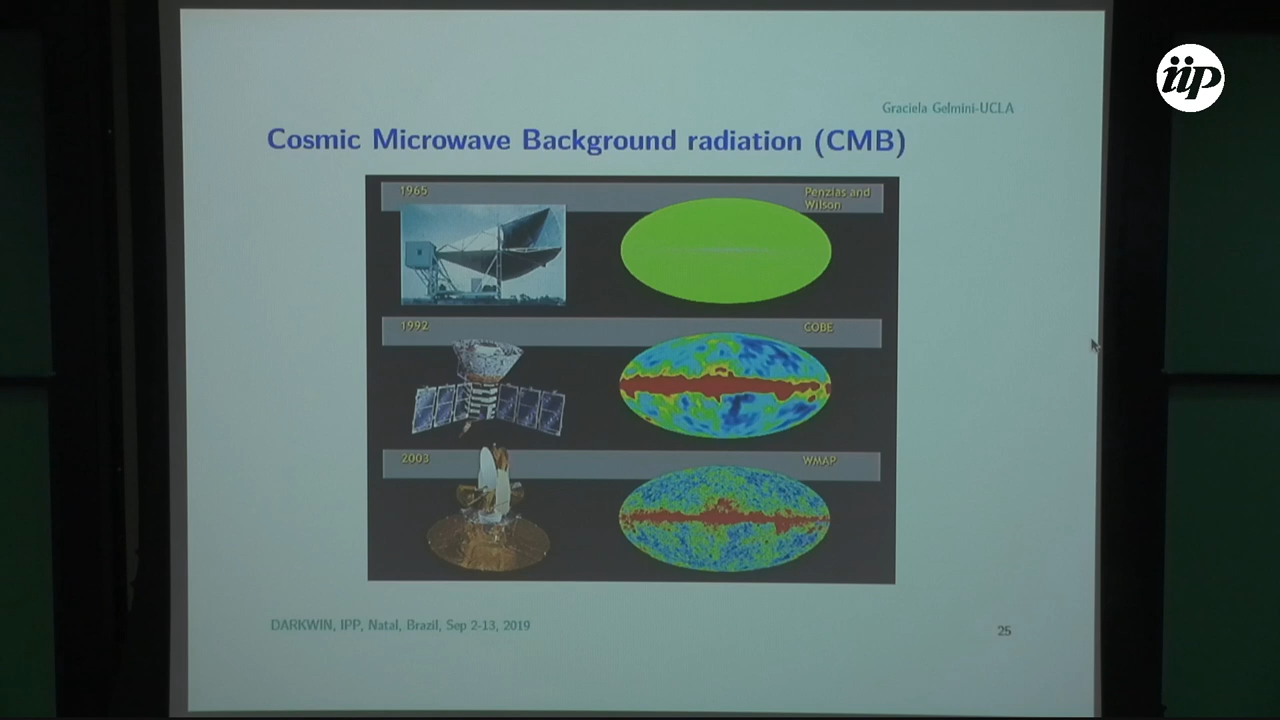 iip
Graciela Gelmini-UCLA
Cosmic Microwave Background radiation (CMB)
1965
Penzias and
Wilson
1992
COBE
2003
WMAP
DARKWIN, IPP, Natal, Brazil, Sep 2-13, 2019
25